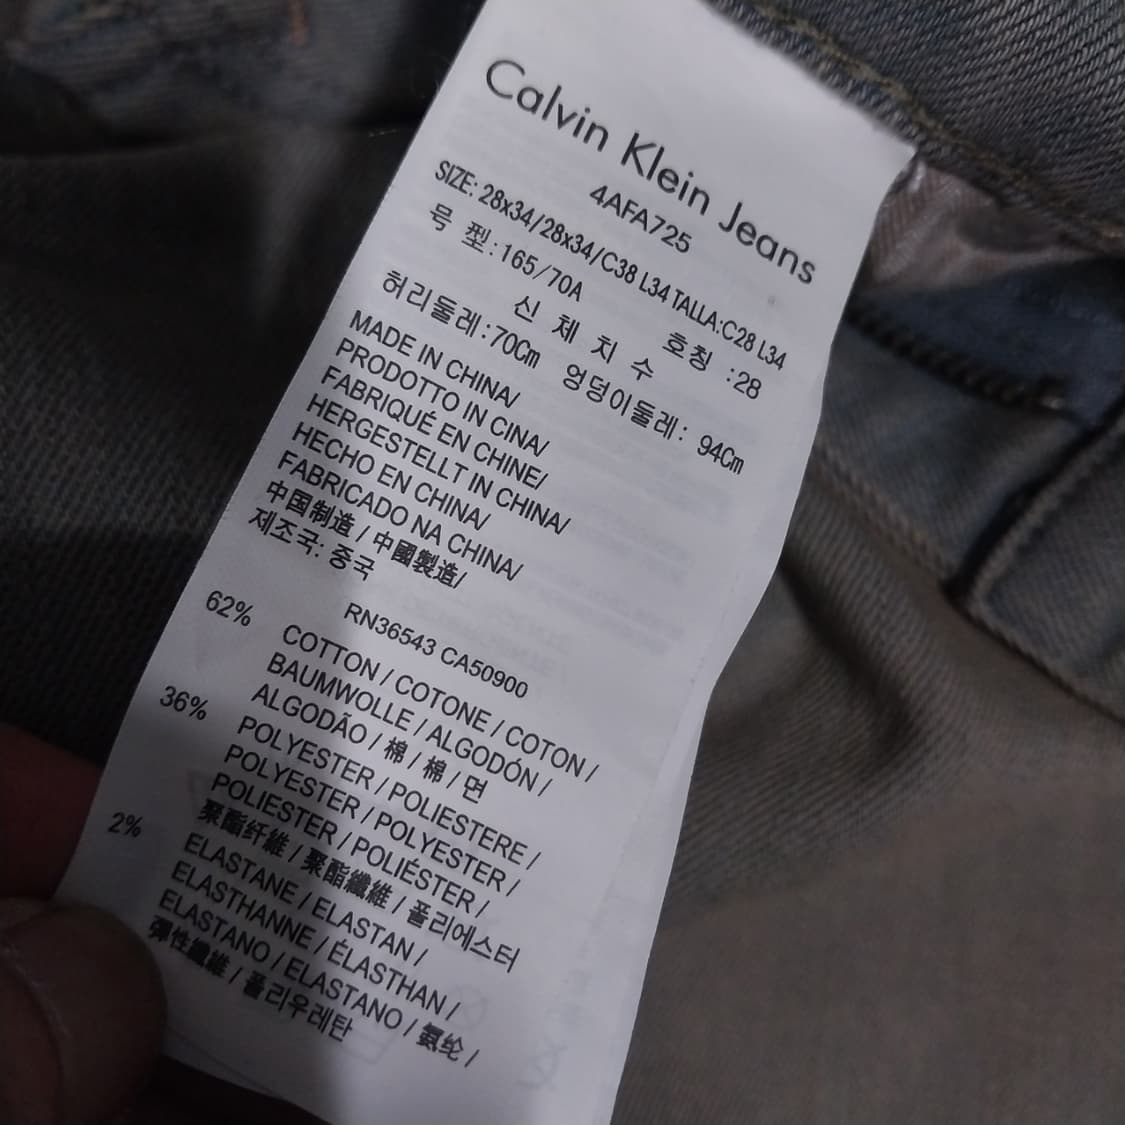 Calvin Klein Jeans
4AFA725
SIZE: 28x34/28x34/C38 L34 TALLA:C28 L34
号 型:165/70A 호칭 :28
신 체 치 수
허리둘레:70Cm 엉덩이둘레: 94Cm
MADE IN CHINA/
PRODOTTO IN CINA/
FABRIQUÉ EN CHINE/
HERGESTELLT IN CHINA/
HECHO EN CHINA/
FABRICADO NA CHINA/
中国制造 / 中國製造/
제조국: 중국
RN36543 CA50900
62% COTTON / COTONE / COTON /
BAUMWOLLE / ALGODÓN /
ALGODÃO / 棉 / 棉 / 면
36% POLYESTER / POLIESTERE /
POLYESTER / POLYESTER /
POLIESTER / POLIÉSTER /
聚酯纤維 / 聚酯纖維 / 폴리에스터
2% ELASTANE / ELASTAN /
ELASTHANNE / ÉLASTHAN /
ELASTANO / ELASTANO / 氨纶 /
彈性纖維 / 폴리우레탄